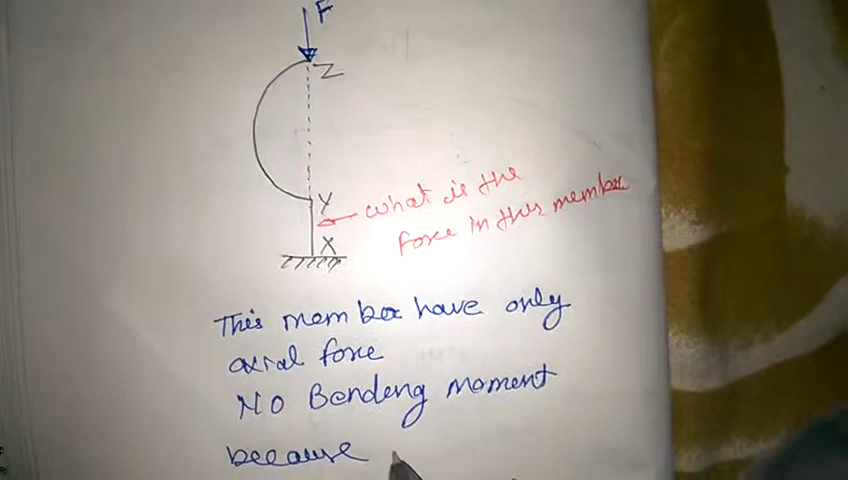 F
Z
Y
what is the
force in this member
X
This member have only
axial force
No Bending moment
because